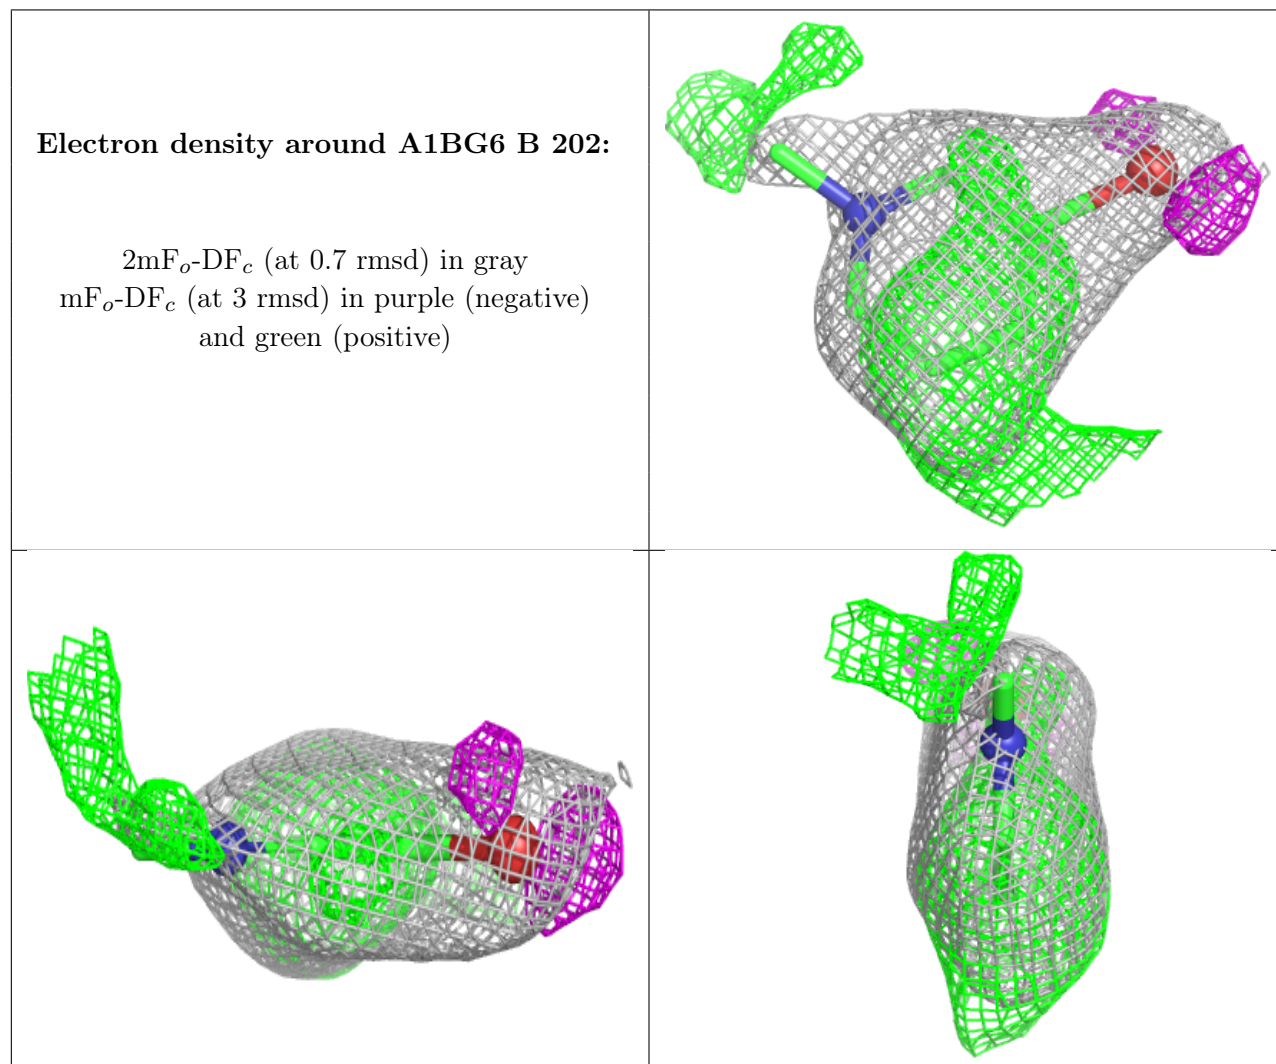 Electron density around A1BG6 B 202:
2mFₒ-DF𝒸 (at 0.7 rmsd) in gray
mFₒ-DF𝒸 (at 3 rmsd) in purple (negative)
and green (positive)